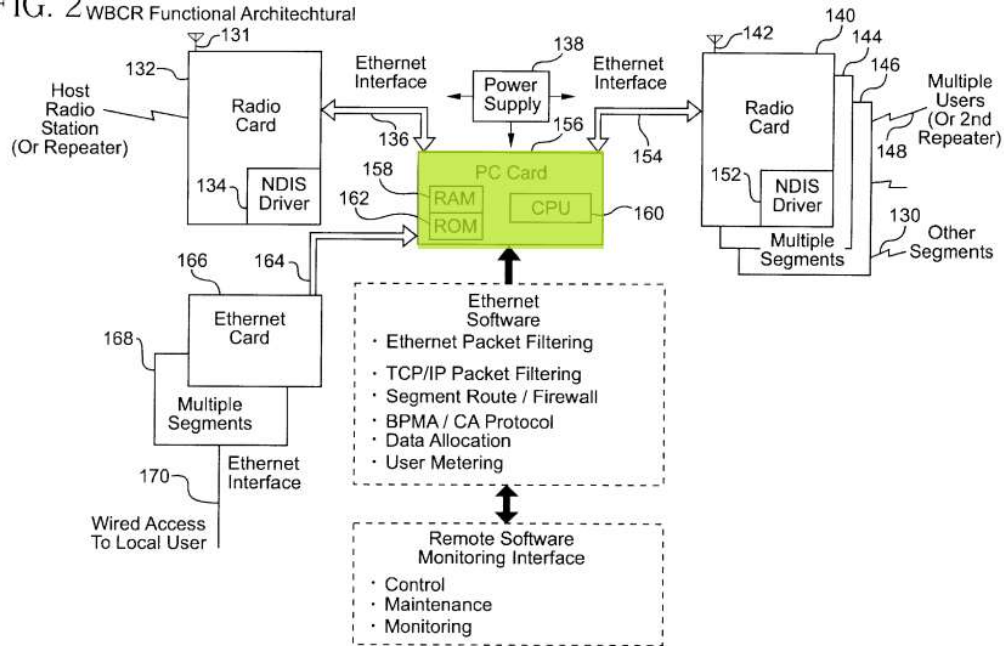 FIG. 2 WBCR Functional Architechtural
131
132
Host
Radio
Station
(Or Repeater)
Radio
Card
134
NDIS
Driver
Ethernet
Interface
136
138
Power
Supply
156
Ethernet
Interface
154
142
140
144
146
Radio
Card
152
NDIS
Driver
Multiple
Segments
Multiple
Users
(Or 2nd
Repeater)
148
130
Other
Segments
PC Card
158
RAM
162
ROM
CPU
160
164
166
Ethernet
Card
168
Multiple
Segments
170
Ethernet
Interface
Wired Access
To Local User
Ethernet
Software
· Ethernet Packet Filtering
· TCP/IP Packet Filtering
· Segment Route / Firewall
· BPMA / CA Protocol
· Data Allocation
· User Metering
Remote Software
Monitoring Interface
· Control
· Maintenance
· Monitoring